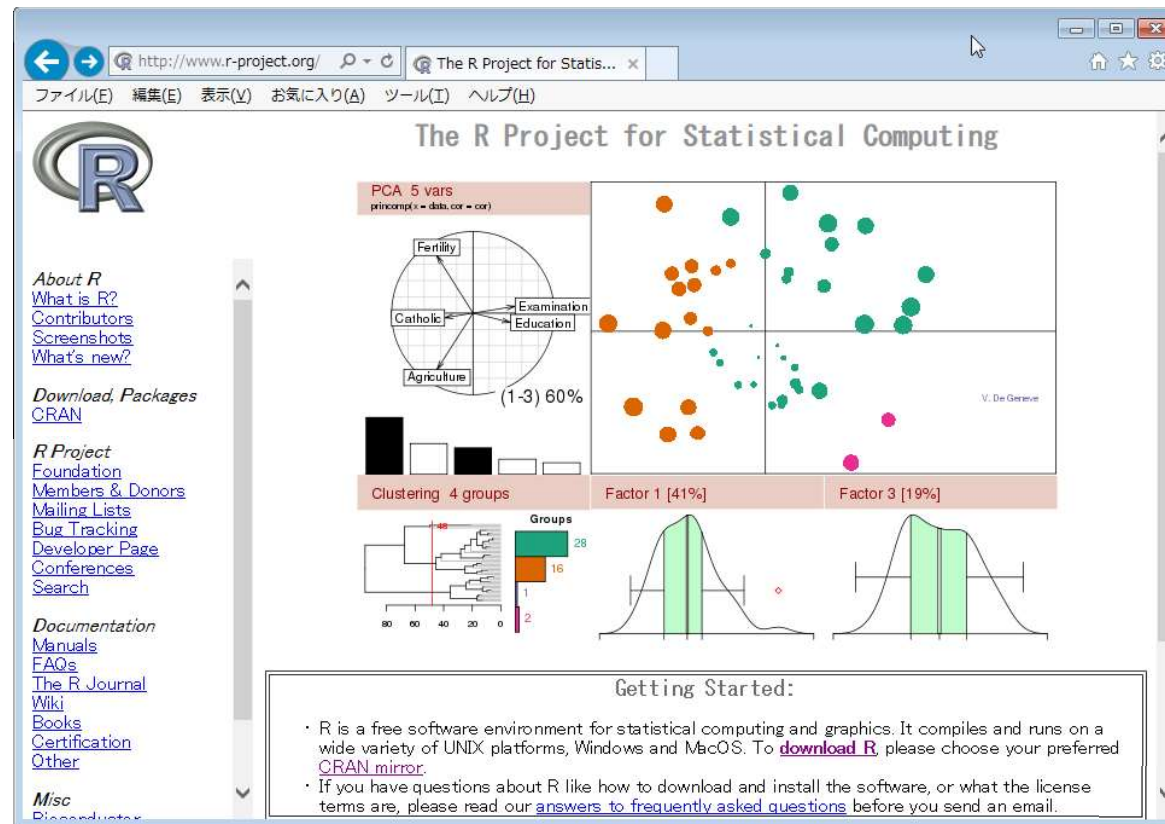 http://www.r-project.org/
The R Project for Statis...
ファイル(F) 編集(E) 表示(V) お気に入り(A) ツール(T) ヘルプ(H)
R
The R Project for Statistical Computing
About R
What is R?
Contributors
Screenshots
What's new?
Download, Packages
CRAN
R Project
Foundation
Members & Donors
Mailing Lists
Bug Tracking
Developer Page
Conferences
Search
Documentation
Manuals
FAQs
The R Journal
Wiki
Books
Certification
Other
Misc
PCA 5 vars
princomp(x = data, cor = cor)
Fertility
Catholic
Examination
Education
Agriculture
(1-3) 60%
V. De Geneve
Clustering 4 groups
Factor 1 [41%]
Factor 3 [19%]
Groups
48
28
16
1
2
80 60 40 20 0
Getting Started:
・R is a free software environment for statistical computing and graphics. It compiles and runs on a
wide variety of UNIX platforms, Windows and MacOS. To download R, please choose your preferred
CRAN mirror.
・If you have questions about R like how to download and install the software, or what the license
terms are, please read our answers to frequently asked questions before you send an email.